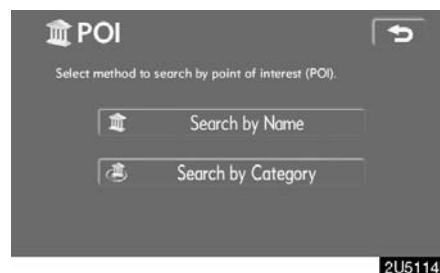 POI
Select method to search by point of interest (POI).
Search by Name
Search by Category
2U5114